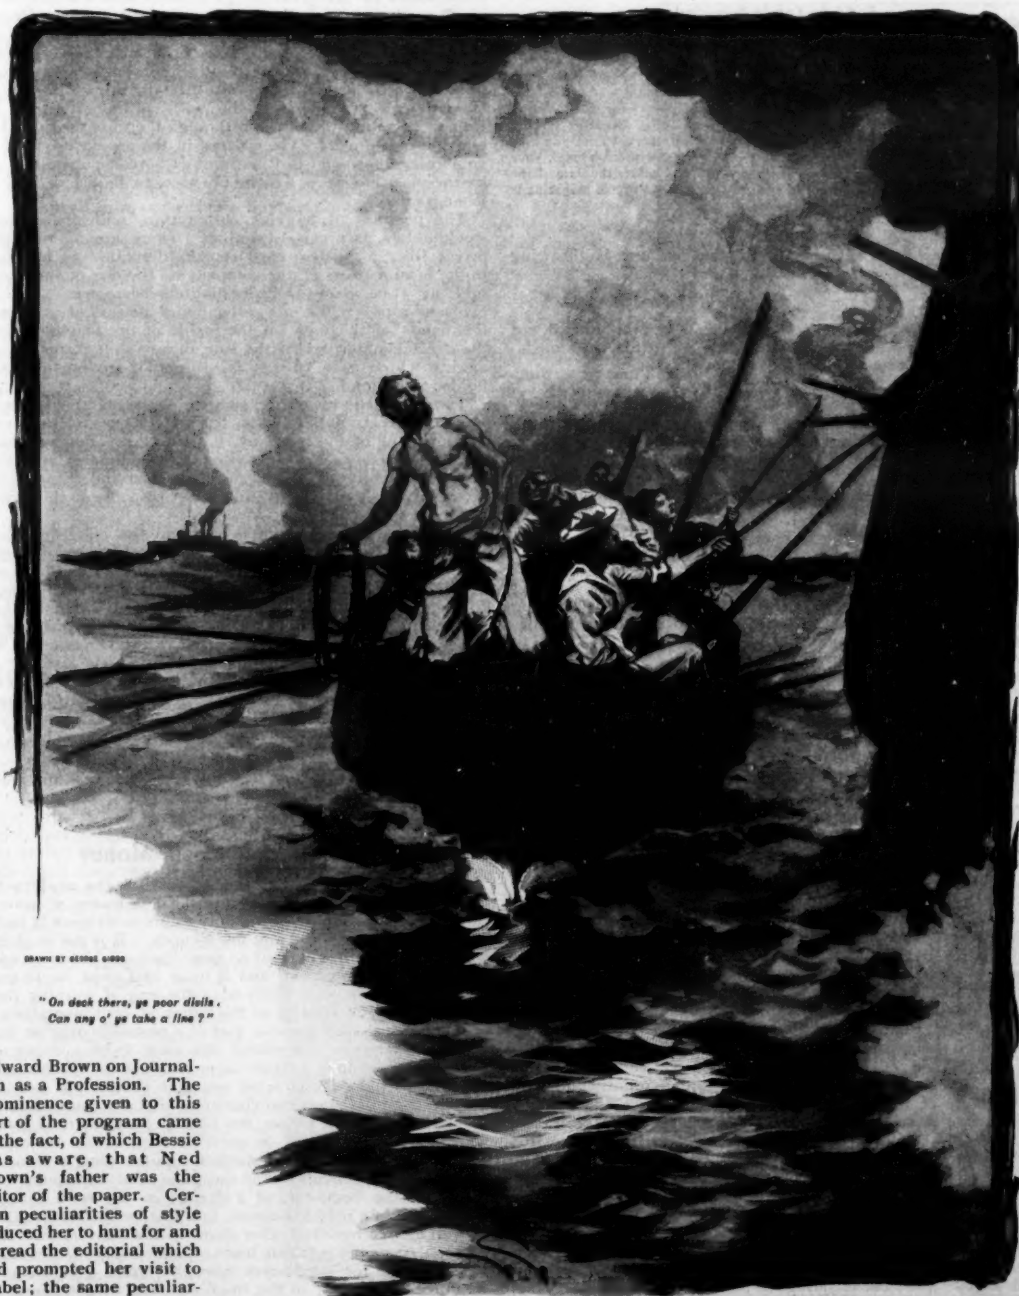 DRAWN BY GEORGE GIBBS
"On deck there, ye poor divils.
Can any o' ye take a line?"
ward Brown on Journal-
as a Profession. The
ominence given to this
rt of the program came
the fact, of which Bessie
as aware, that Ned
own's father was the
itor of the paper. Cer-
n peculiarities of style
duced her to hunt for and
read the editorial which
d prompted her visit to
abel; the same peculiar-